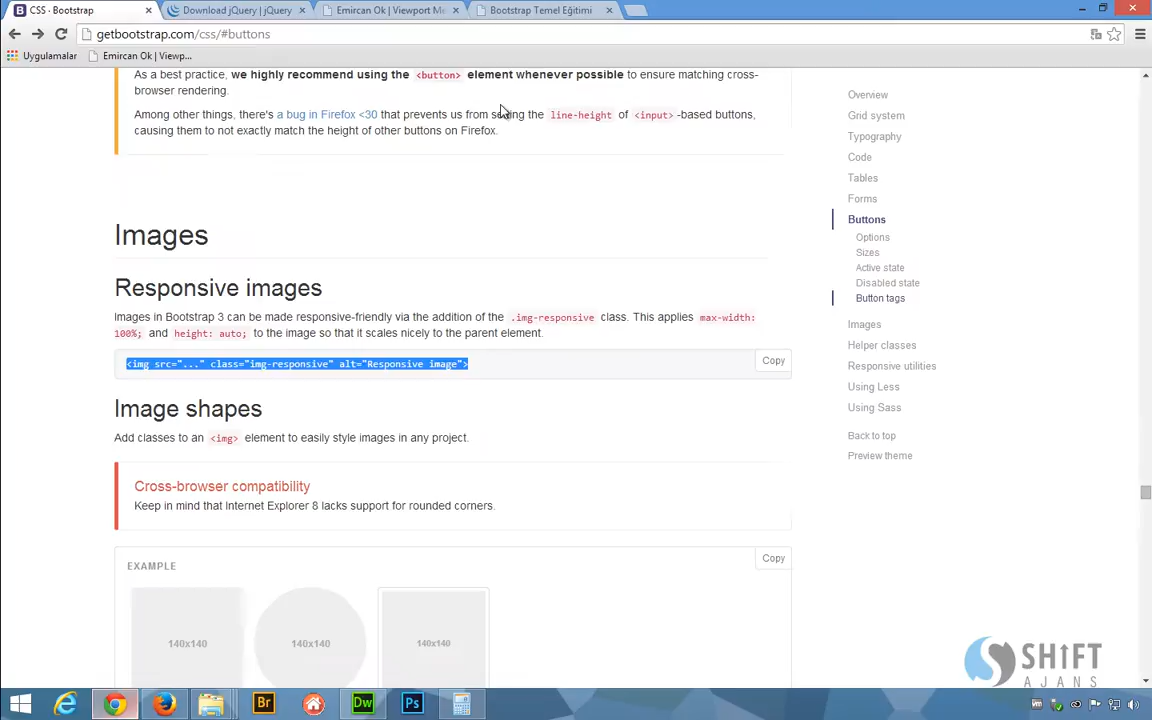 CSS · Bootstrap
Download jQuery | jQuery
Emircan Ok | Viewport Me
Bootstrap Temel Eğitimi
getbootstrap.com/css/#buttons
Uygulamalar
Emircan Ok | Viewp...
As a best practice, we highly recommend using the <button> element whenever possible to ensure matching cross-
browser rendering.
Among other things, there's a bug in Firefox <30 that prevents us from setting the line-height of <input> -based buttons,
causing them to not exactly match the height of other buttons on Firefox.
Images
Responsive images
Images in Bootstrap 3 can be made responsive-friendly via the addition of the .img-responsive class. This applies max-width:
100%; and height: auto; to the image so that it scales nicely to the parent element.
<img src="..." class="img-responsive" alt="Responsive image">
Copy
Image shapes
Add classes to an <img> element to easily style images in any project.
Cross-browser compatibility
Keep in mind that Internet Explorer 8 lacks support for rounded corners.
EXAMPLE
Copy
140x140
140x140
140x140
Overview
Grid system
Typography
Code
Tables
Forms
Buttons
Options
Sizes
Active state
Disabled state
Button tags
Images
Helper classes
Responsive utilities
Using Less
Using Sass
Back to top
Preview theme
SHIFT
AJANS
Br
Dw
Ps